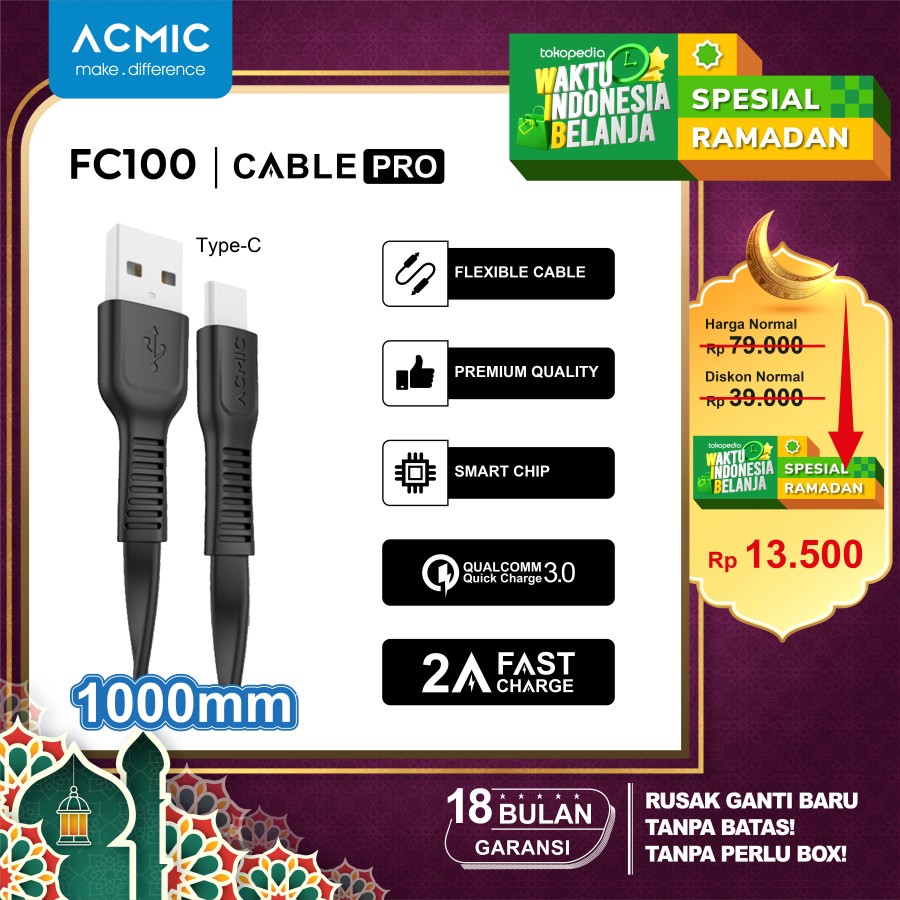 ACMIC
make.difference
tokopedia
WAKTU
INDONESIA
BELANJA
SPESIAL
RAMADAN
FC100 | CABLE PRO
Type-C
ACMIC
FLEXIBLE CABLE
PREMIUM QUALITY
SMART CHIP
QUALCOMM
Quick Charge 3.0
2A FAST
CHARGE
1000mm
Harga Normal
Rp 79.000
Diskon Normal
Rp 39.000
tokopedia
WAKTU
INDONESIA
BELANJA
SPESIAL
RAMADAN
Rp 13.500
18 BULAN
GARANSI
RUSAK GANTI BARU
TANPA BATAS!
TANPA PERLU BOX!